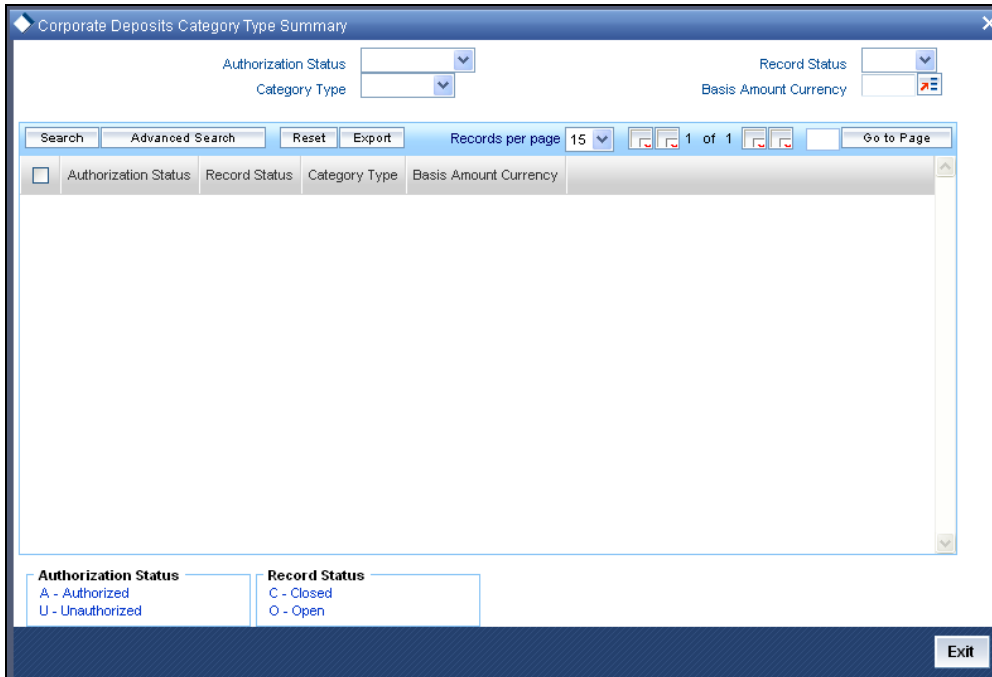 Corporate Deposits Category Type Summary
Authorization Status
Record Status
Category Type
Basis Amount Currency
Search Advanced Search Reset Export Records per page 15 1 of 1 Go to Page
Authorization Status Record Status Category Type Basis Amount Currency
Authorization Status
A - Authorized
U - Unauthorized
Record Status
C - Closed
O - Open
Exit